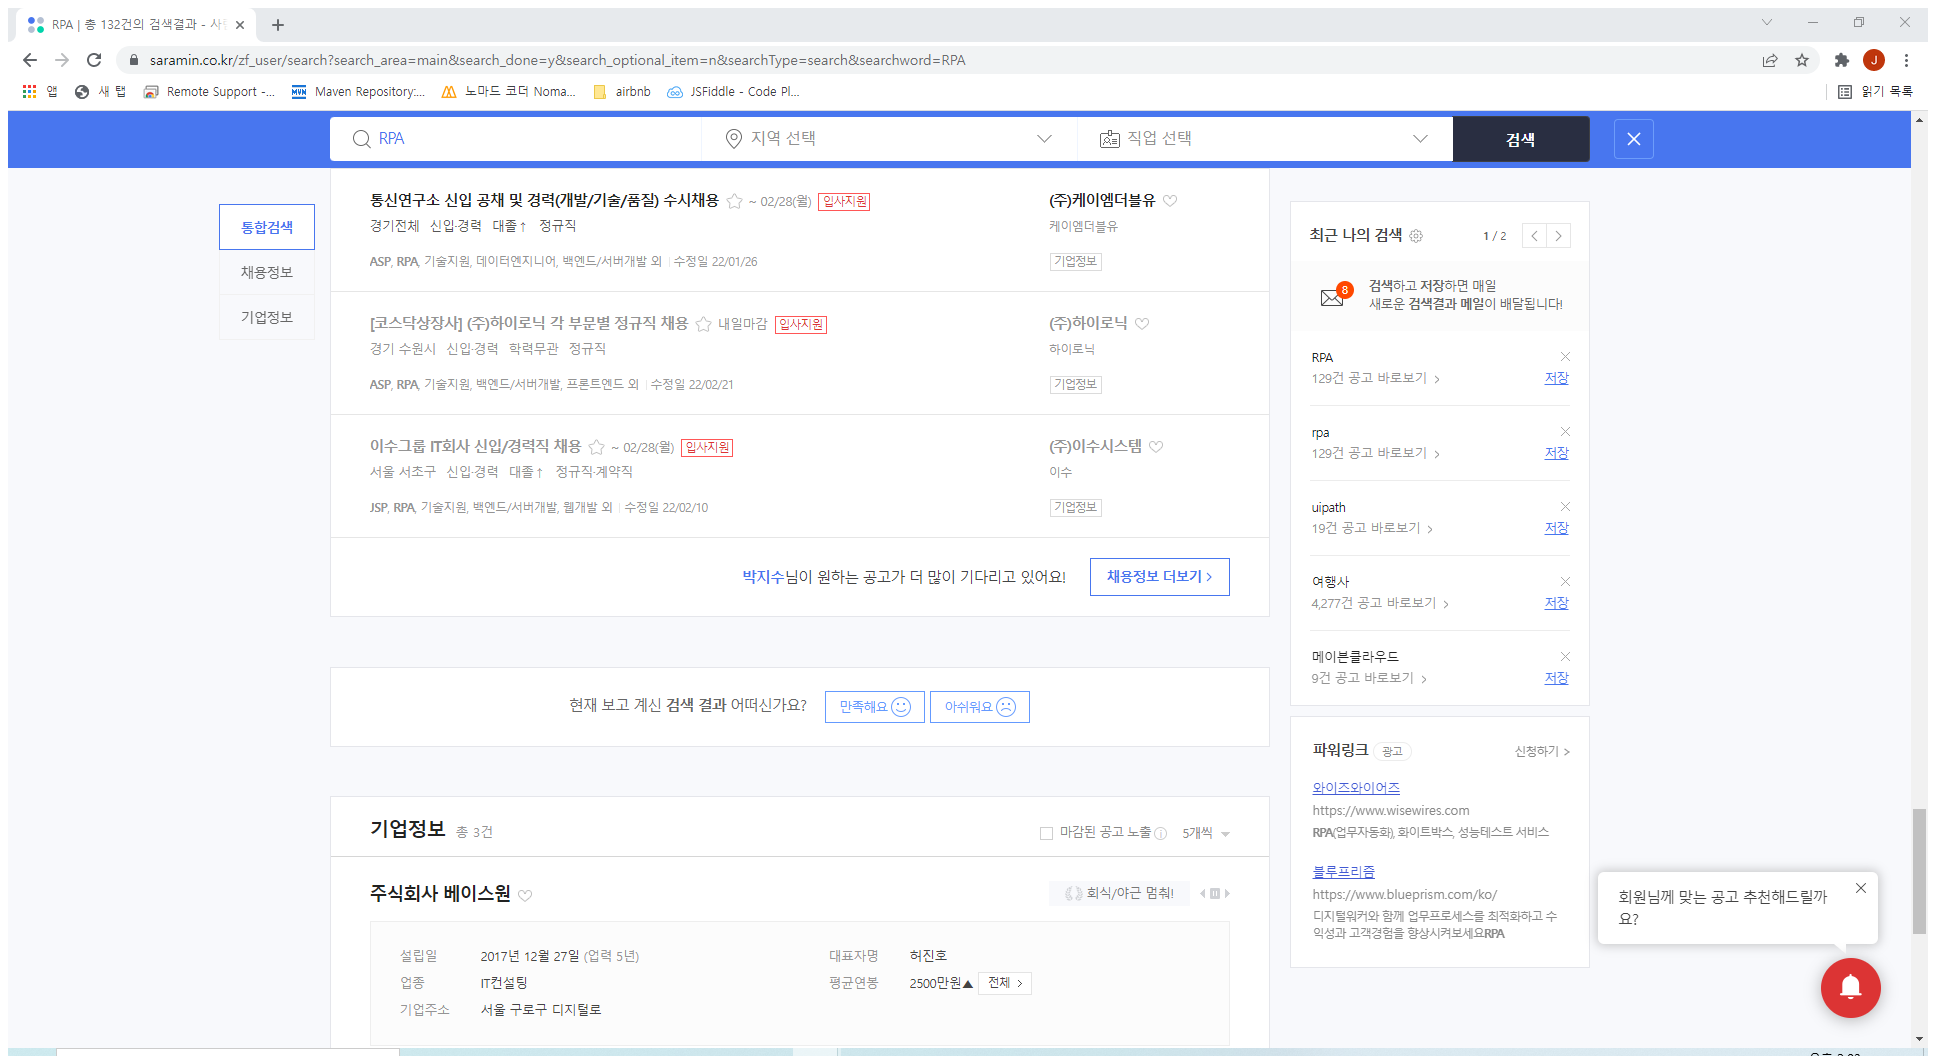 RPA | 총 132건의 검색결과 - 사
saramin.co.kr/zf_user/search?search_area=main&search_done=y&search_optional_item=n&searchType=search&searchword=RPA
J
앱 새 탭 Remote Support -... Maven Repository:... 노마드 코더 Noma... airbnb JSFiddle - Code Pl... 읽기 목록
RPA 지역 선택 직업 선택 검색
통합검색
채용정보
기업정보
통신연구소 신입 공채 및 경력(개발/기술/품질) 수시채용 ~ 02/28(월) 입사지원
(주)케이엠더블유
경기전체 신입·경력 대졸↑ 정규직
케이엠더블유
ASP, RPA, 기술지원, 데이터엔지니어, 백엔드/서버개발 외 수정일 22/01/26
기업정보
[코스닥상장사] (주)하이로닉 각 부문별 정규직 채용 내일마감 입사지원
(주)하이로닉
경기 수원시 신입·경력 학력무관 정규직
하이로닉
ASP, RPA, 기술지원, 백엔드/서버개발, 프론트엔드 외 수정일 22/02/21
기업정보
이수그룹 IT회사 신입/경력직 채용 ~ 02/28(월) 입사지원
(주)이수시스템
서울 서초구 신입·경력 대졸↑ 정규직·계약직
이수
JSP, RPA, 기술지원, 백엔드/서버개발, 웹개발 외 수정일 22/02/10
기업정보
박지수님이 원하는 공고가 더 많이 기다리고 있어요! 채용정보 더보기 >
현재 보고 계신 검색 결과 어떠신가요? 만족해요 아쉬워요
기업정보 총 3건
마감된 공고 노출 5개씩
주식회사 베이스원
회식/야근 멈춰!
설립일 2017년 12월 27일 (업력 5년)
대표자명 허진호
업종 IT컨설팅
평균연봉 2500만원▲ 전체 >
기업주소 서울 구로구 디지털로
최근 나의 검색 1 / 2
8
검색하고 저장하면 매일
새로운 검색결과 메일이 배달됩니다!
RPA
129건 공고 바로보기 > 저장
rpa
129건 공고 바로보기 > 저장
uipath
19건 공고 바로보기 > 저장
여행사
4,277건 공고 바로보기 > 저장
메이븐클라우드
9건 공고 바로보기 > 저장
파워링크 광고 신청하기 >
와이즈와이어즈
https://www.wisewires.com
RPA(업무자동화), 화이트박스, 성능테스트 서비스
블루프리즘
https://www.blueprism.com/ko/
디지털워커와 함께 업무프로세스를 최적화하고 수
익성과 고객경험을 향상시켜보세요RPA
회원님께 맞는 공고 추천해드릴까
요?